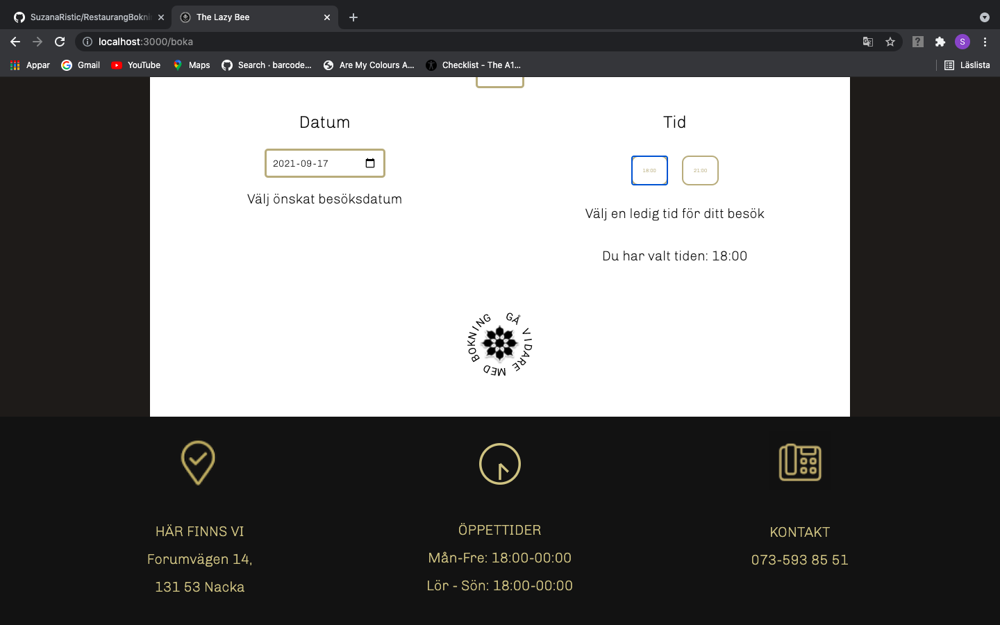 SuzanaRistic/RestaurangBokni
The Lazy Bee
localhost:3000/boka
S
Appar
Gmail
YouTube
Maps
Search · barcode...
Are My Colours A...
Checklist - The A1...
Läslista
Datum
Tid
2021-09-17
18:00
21:00
Välj önskat besöksdatum
Välj en ledig tid för ditt besök
Du har valt tiden: 18:00
GÅ VIDARE MED BOKNING
HÄR FINNS VI
Forumvägen 14,
131 53 Nacka
ÖPPETTIDER
Mån-Fre: 18:00-00:00
Lör - Sön: 18:00-00:00
KONTAKT
073-593 85 51